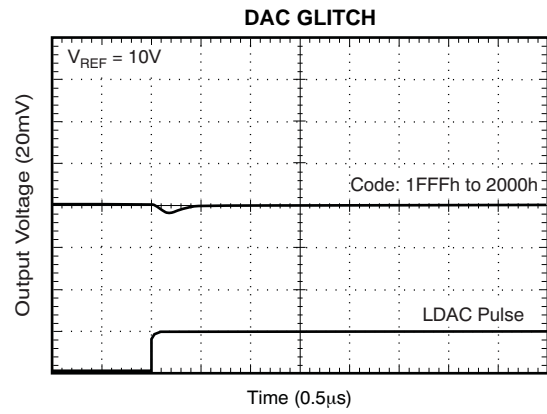 DAC GLITCH
V_REF = 10V
Output Voltage (20mV)
Code: 1FFFh to 2000h
LDAC Pulse
Time (0.5μs)